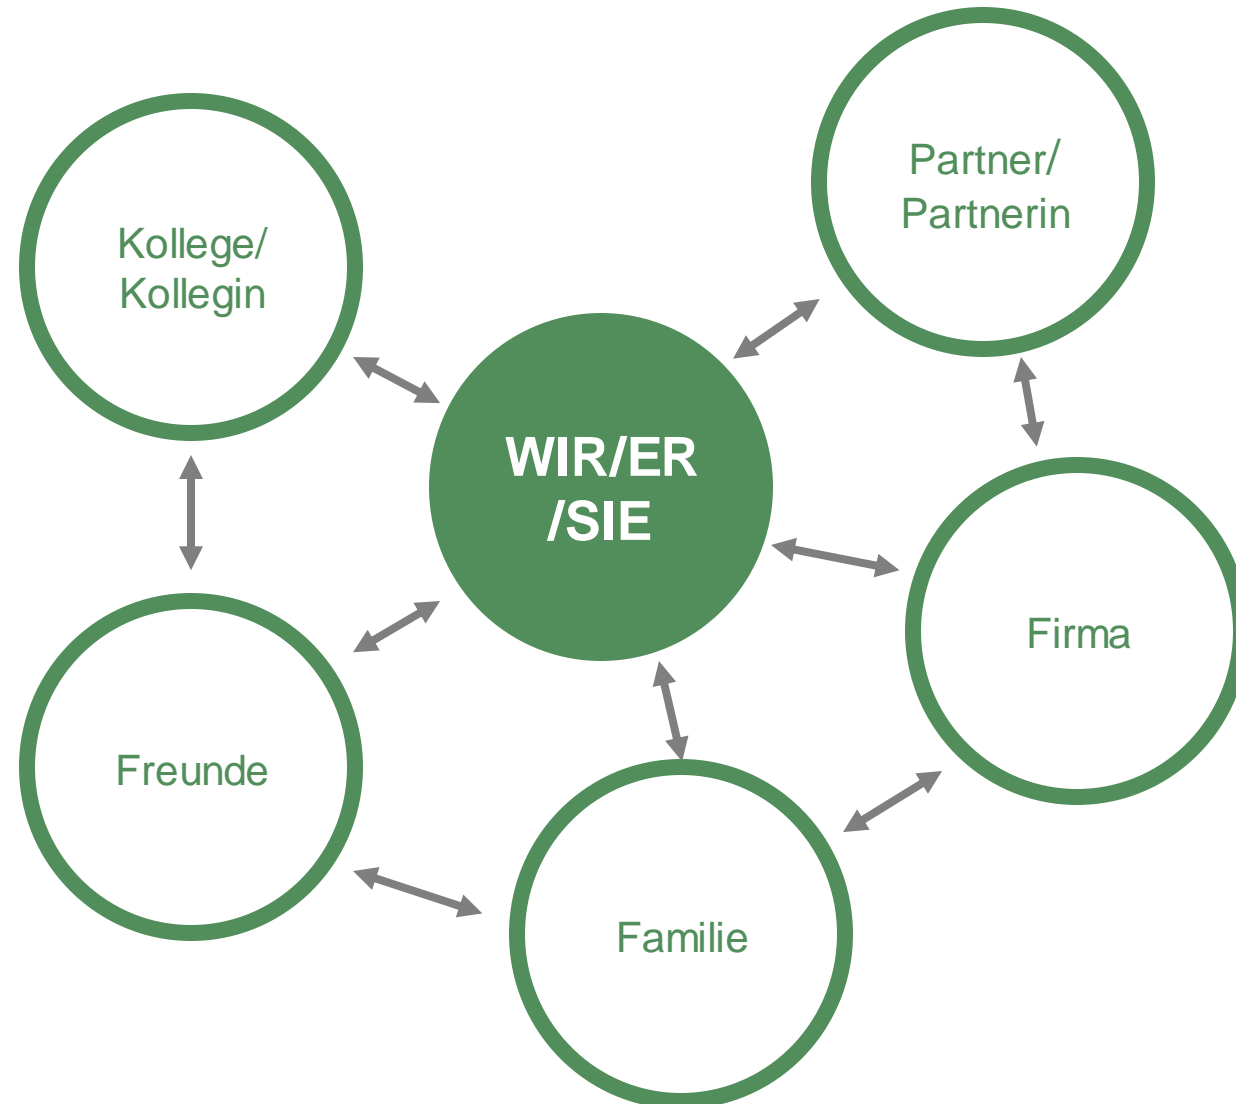 Partner/
Partnerin
Kollege/
Kollegin
WIR/ER
/SIE
Firma
Freunde
Familie